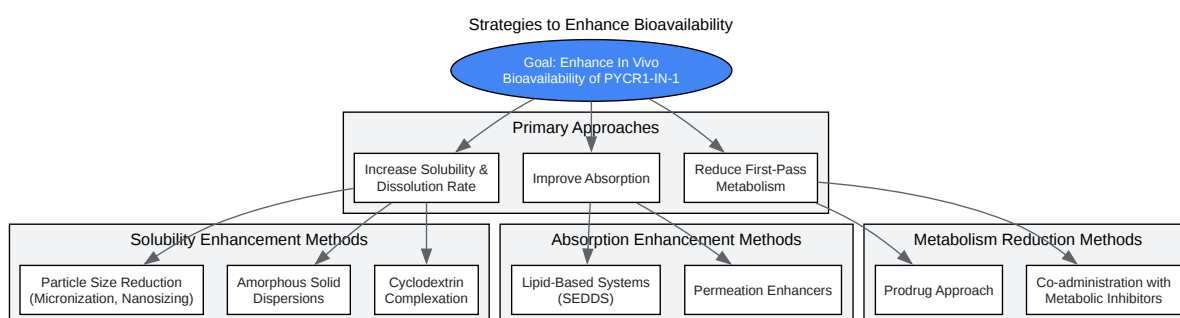 Strategies to Enhance Bioavailability
Goal: Enhance In Vivo
Bioavailability of PYCR1-IN-1
Primary Approaches
Increase Solubility &
Dissolution Rate
Improve Absorption
Reduce First-Pass
Metabolism
Solubility Enhancement Methods
Particle Size Reduction
(Micronization, Nanosizing)
Amorphous Solid
Dispersions
Cyclodextrin
Complexation
Absorption Enhancement Methods
Lipid-Based Systems
(SEDDS)
Permeation Enhancers
Metabolism Reduction Methods
Prodrug Approach
Co-administration with
Metabolic Inhibitors